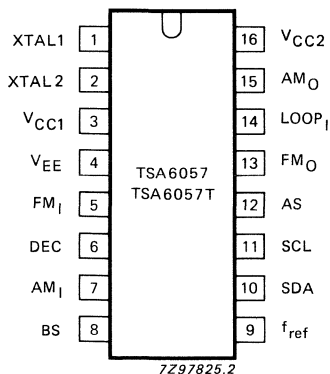 XTAL1 1 16 VCC2
XTAL2 2 15 AMO
VCC1 3 14 LOOPI
VEE 4 13 FMO
TSA6057
TSA6057T
FMI 5 12 AS
DEC 6 11 SCL
AMI 7 10 SDA
BS 8 9 fref
7Z97825.2